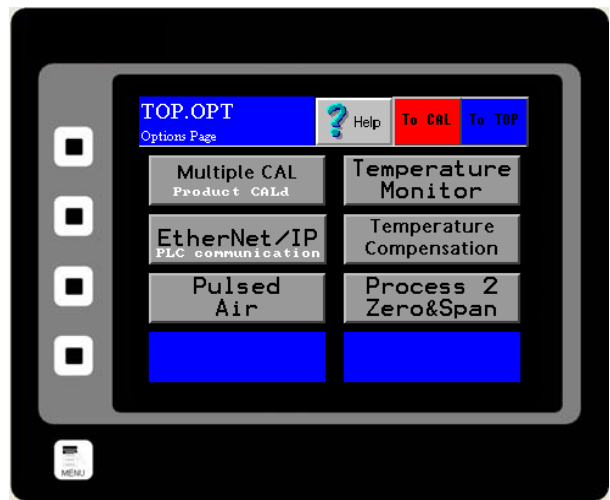 TOP.OPT
Options Page
? Help
To CAL
To TOP
Multiple CAL
Product CALd
Temperature
Monitor
EtherNet/IP
PLC communication
Temperature
Compensation
Pulsed
Air
Process 2
Zero&Span
MENU